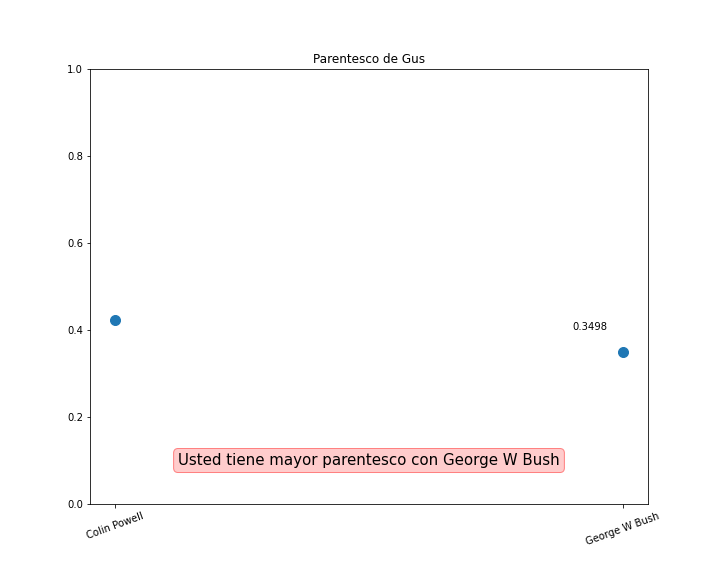 Parentesco de Gus
1.0
0.8
0.6
0.4
0.2
0.0
0.3498
Usted tiene mayor parentesco con George W Bush
Colin Powell
George W Bush